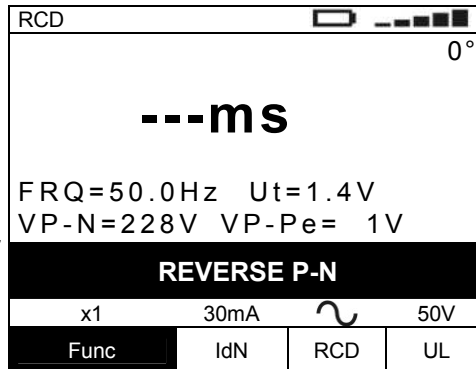 RCD
0°
---ms
FRQ=50.0Hz Ut=1.4V
VP-N=228V VP-Pe= 1V
REVERSE P-N
x1 30mA 50V
Func IdN RCD UL